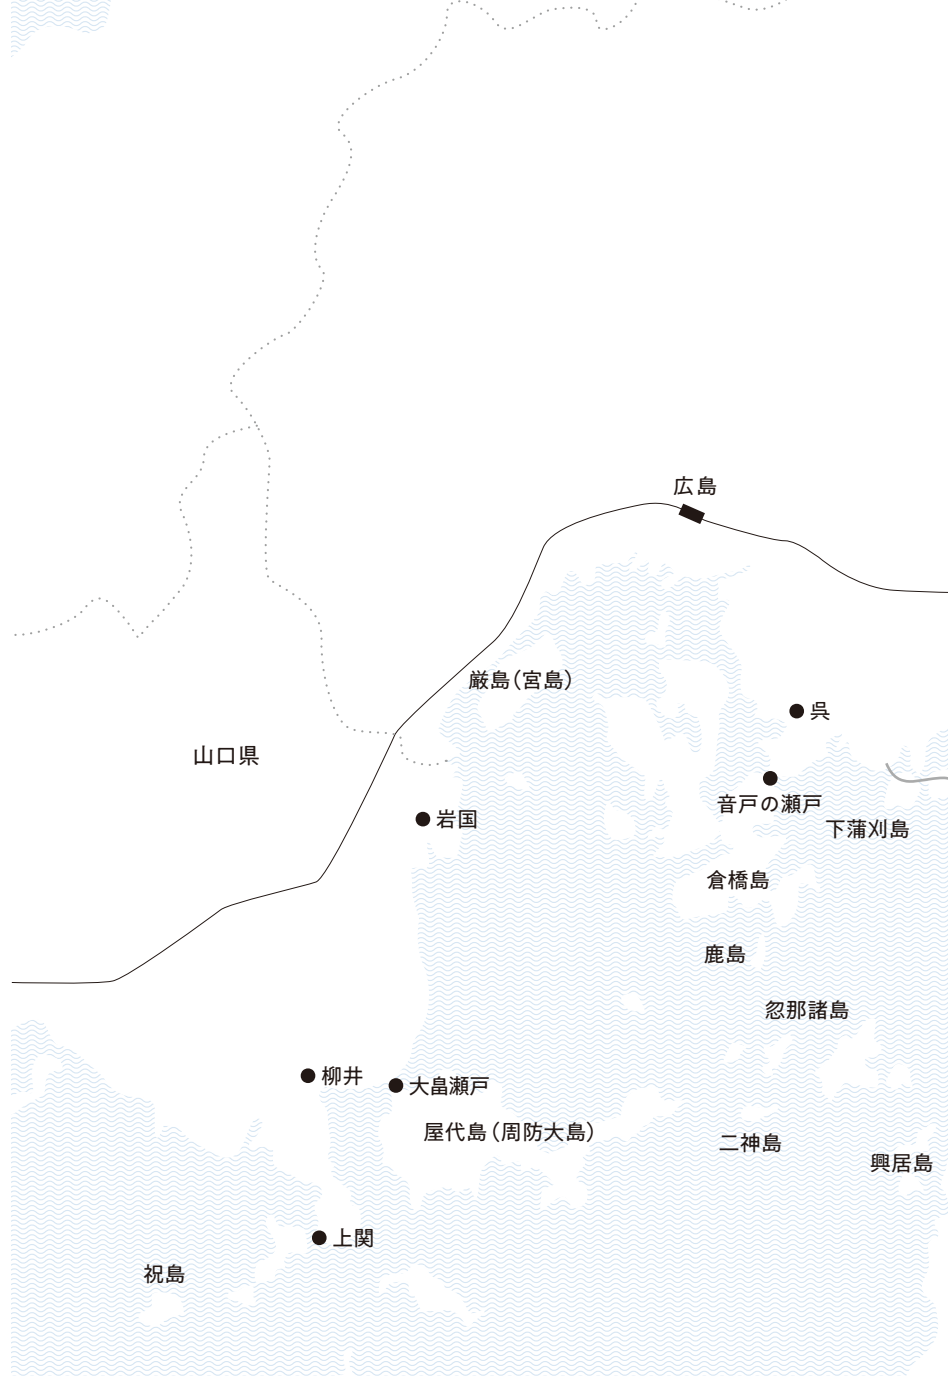 広島
厳島(宮島)
呉
山口県
音戸の瀬戸
岩国
下蒲刈島
倉橋島
鹿島
忽那諸島
柳井
大畠瀬戸
屋代島(周防大島)
二神島
興居島
上関
祝島